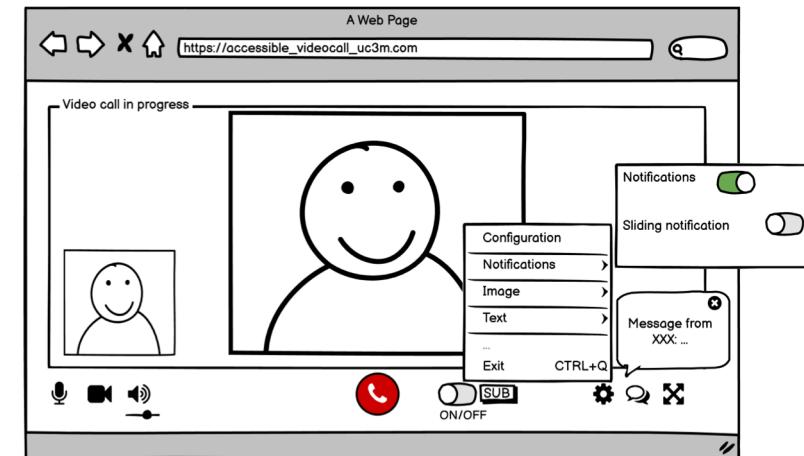 A Web Page
https://accessible_videocall_uc3m.com
Video call in progress
Notifications
Sliding notification
Configuration
Notifications
Image
Text
...
Exit CTRL+Q
Message from
XXX: ...
SUB
ON/OFF